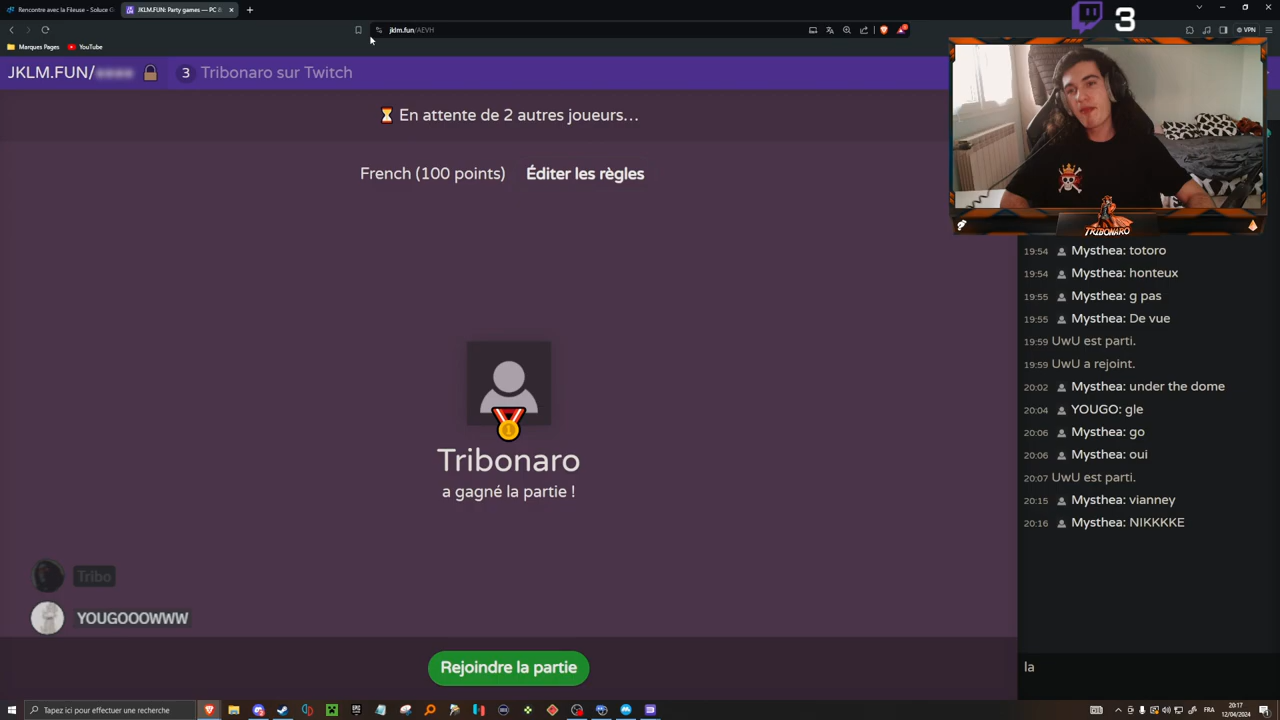 Rencontre avec la Fileuse - Soluce G
JKLM.FUN: Party games — PC &
3
jklm.fun/AEVH
VPN
Marques Pages
YouTube
JKLM.FUN/
3
Tribonaro sur Twitch
En attente de 2 autres joueurs…
French (100 points)
Éditer les règles
TRIBONARO
Tribonaro
a gagné la partie !
Tribo
YOUGOOOWWW
Rejoindre la partie
19:54 Mysthea: totoro
19:54 Mysthea: honteux
19:55 Mysthea: g pas
19:55 Mysthea: De vue
19:59 UwU est parti.
19:59 UwU a rejoint.
20:02 Mysthea: under the dome
20:04 YOUGO: gle
20:06 Mysthea: go
20:06 Mysthea: oui
20:07 UwU est parti.
20:15 Mysthea: vianney
20:16 Mysthea: NIKKKKE
la
Tapez ici pour effectuer une recherche
FRA
20:17
12/04/2024